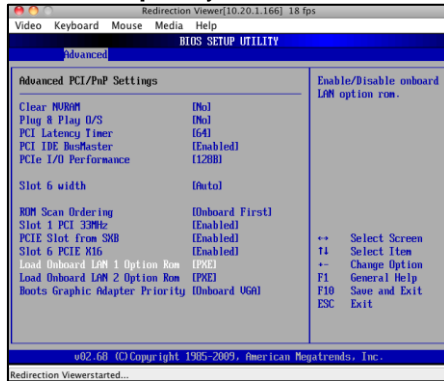 Redirection Viewer[10.20.1.166] 18 fps
Video Keyboard Mouse Media Help
BIOS SETUP UTILITY
Advanced
Advanced PCI/PnP Settings
Enable/Disable onboard
LAN option rom.
Clear NVRAM [No]
Plug & Play O/S [No]
PCI Latency Timer [64]
PCI IDE BusMaster [Enabled]
PCIe I/O Performance [128B]
Slot 6 width [Auto]
ROM Scan Ordering [Onboard First]
Slot 1 PCI 33MHz [Enabled]
PCIE Slot from SXB [Enabled]
Slot 6 PCIE X16 [Enabled]
Load Onboard LAN 1 Option Rom [PXE]
Load Onboard LAN 2 Option Rom [PXE]
Boots Graphic Adapter Priority [Onboard VGA]
↔ Select Screen
↑↓ Select Item
+- Change Option
F1 General Help
F10 Save and Exit
ESC Exit
v02.68 (C)Copyright 1985-2009, American Megatrends, Inc.
Redirection Viewerstarted...